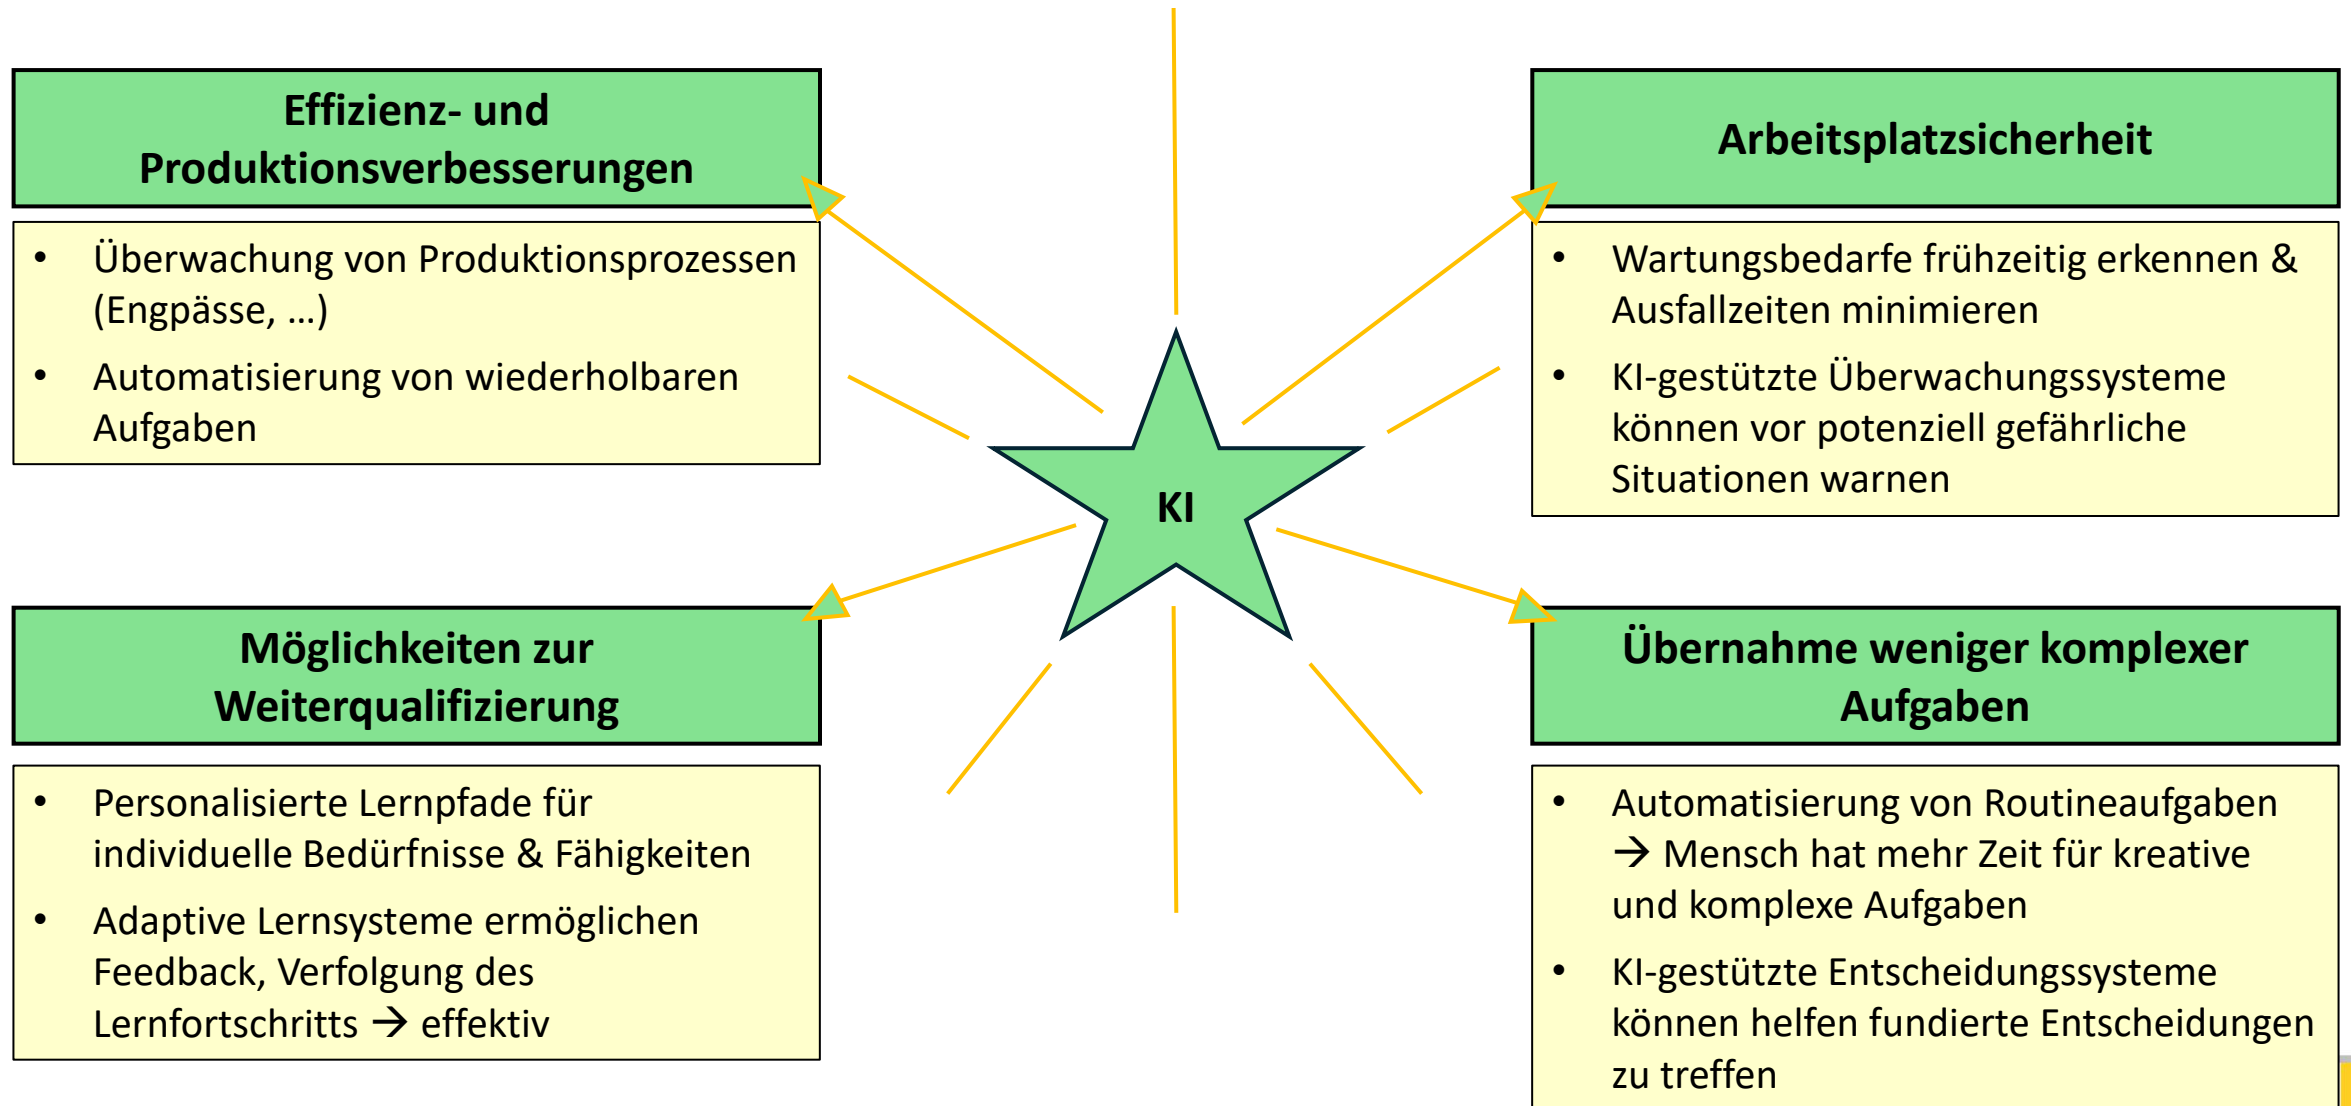 Effizienz- und
Produktionsverbesserungen
• Überwachung von Produktionsprozessen
(Engpässe, …)
• Automatisierung von wiederholbaren
Aufgaben
Arbeitsplatzsicherheit
• Wartungsbedarfe frühzeitig erkennen &
Ausfallzeiten minimieren
• KI-gestützte Überwachungssysteme
können vor potenziell gefährliche
Situationen warnen
KI
Möglichkeiten zur
Weiterqualifizierung
• Personalisierte Lernpfade für
individuelle Bedürfnisse & Fähigkeiten
• Adaptive Lernsysteme ermöglichen
Feedback, Verfolgung des
Lernfortschritts → effektiv
Übernahme weniger komplexer
Aufgaben
• Automatisierung von Routineaufgaben
→ Mensch hat mehr Zeit für kreative
und komplexe Aufgaben
• KI-gestützte Entscheidungssysteme
können helfen fundierte Entscheidungen
zu treffen